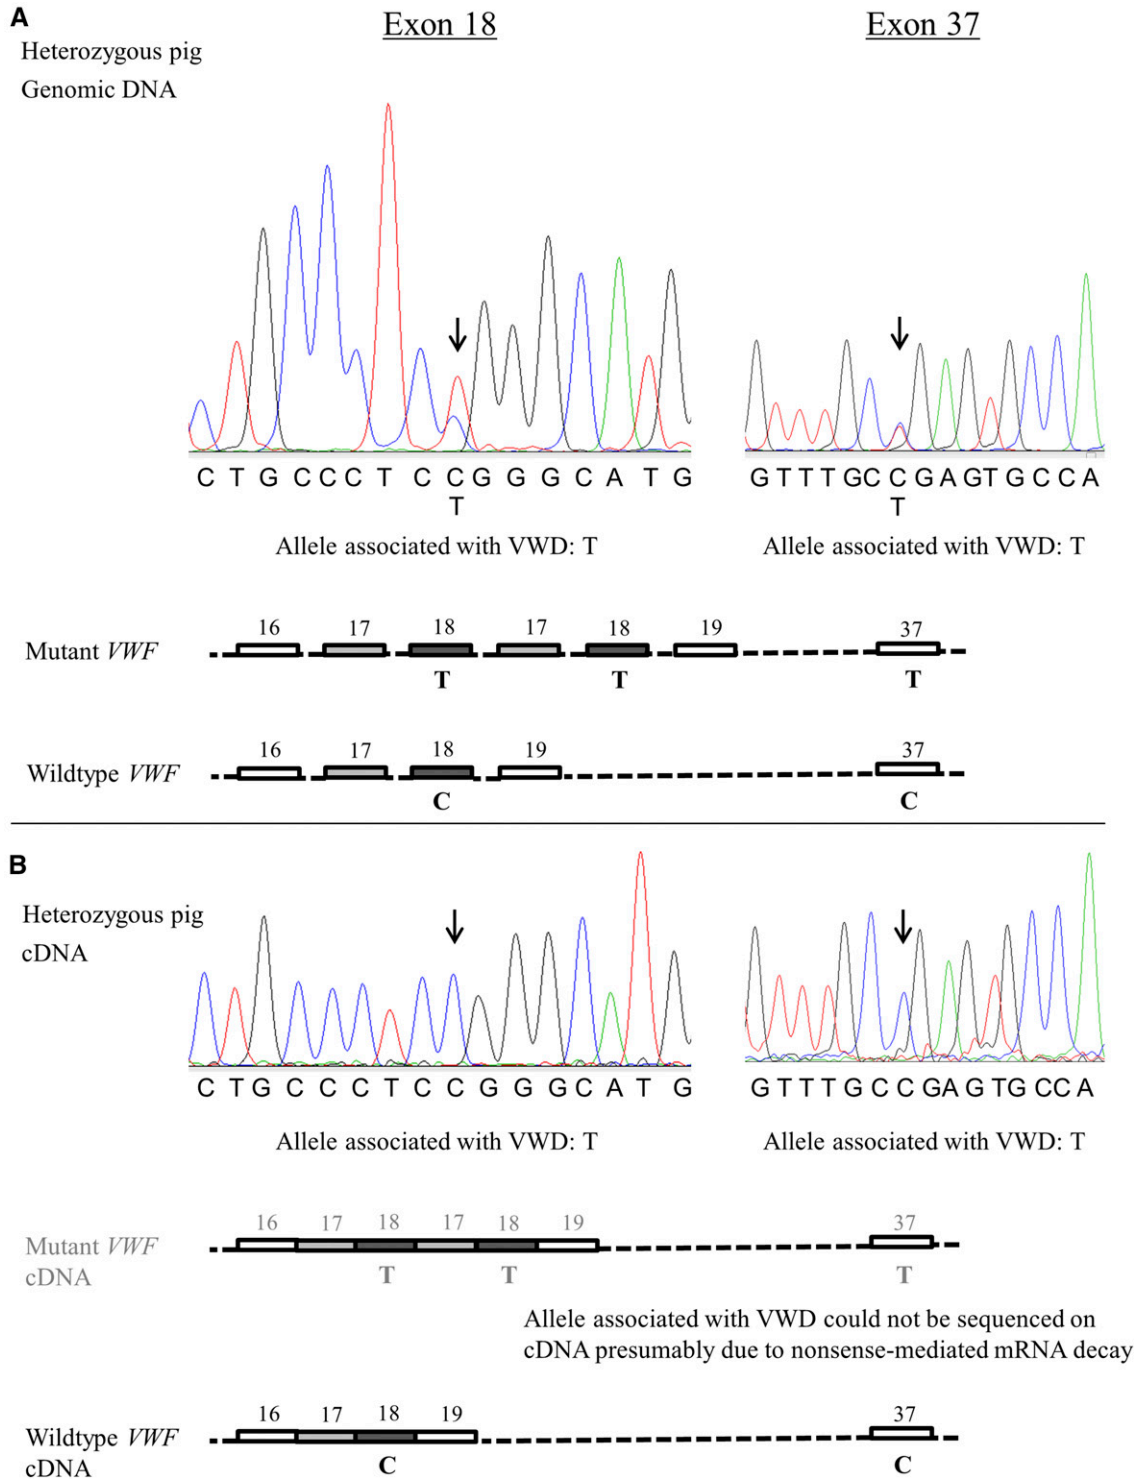 A
Exon 18 Exon 37
Heterozygous pig
Genomic DNA
C T G C C C T C C G G G C A T G G T T T G C C G A G T G C C A
T T
Allele associated with VWD: T Allele associated with VWD: T
16 17 18 17 18 19 37
Mutant VWF
T T T
16 17 18 19 37
Wildtype VWF
C C
B
Heterozygous pig
cDNA
C T G C C C T C C G G G C A T G G T T T G C C G A G T G C C A
Allele associated with VWD: T Allele associated with VWD: T
16 17 18 17 18 19 37
Mutant VWF
cDNA
T T T
Allele associated with VWD could not be sequenced on
cDNA presumably due to nonsense-mediated mRNA decay
16 17 18 19 37
Wildtype VWF
cDNA
C C